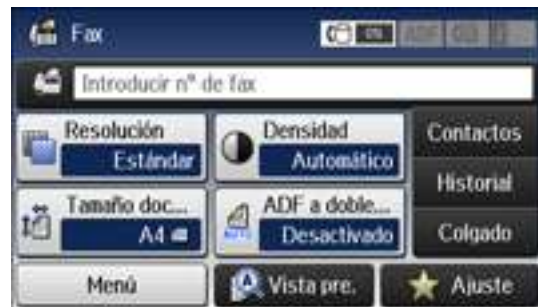 Fax
Introducir nº de fax
Resolución
Estándar
Densidad
Automático
Contactos
Historial
Tamaño doc...
A4
ADF a doble...
Desactivado
Colgado
Menú
Vista pre.
Ajuste